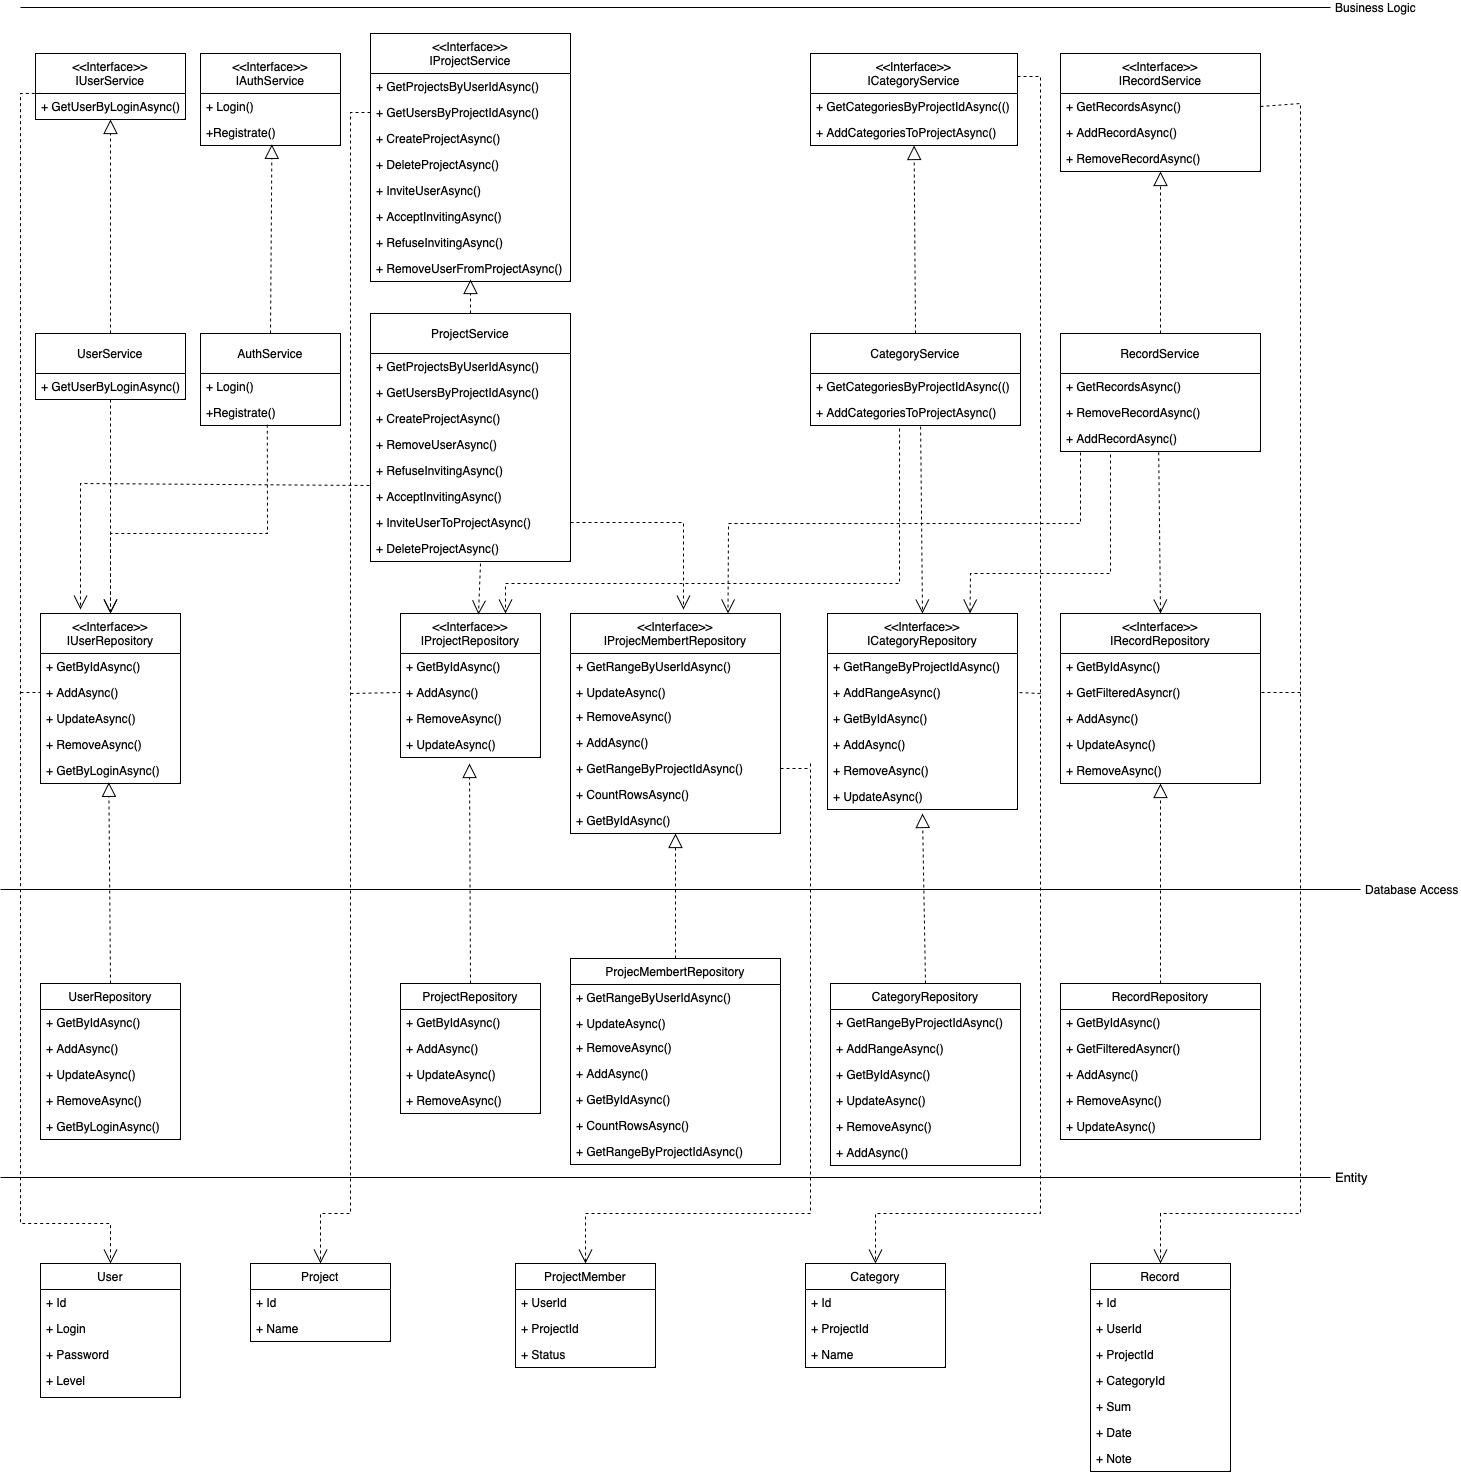 Business Logic
<<Interface>>
IUserService
+ GetUserByLoginAsync()
<<Interface>>
IAuthService
+ Login()
+Registrate()
<<Interface>>
IProjectService
+ GetProjectsByUserIdAsync()
+ GetUsersByProjectIdAsync()
+ CreateProjectAsync()
+ DeleteProjectAsync()
+ InviteUserAsync()
+ AcceptInvitingAsync()
+ RefuseInvitingAsync()
+ RemoveUserFromProjectAsync()
<<Interface>>
ICategoryService
+ GetCategoriesByProjectIdAsync(()
+ AddCategoriesToProjectAsync()
<<Interface>>
IRecordService
+ GetRecordsAsync()
+ AddRecordAsync()
+ RemoveRecordAsync()
UserService
+ GetUserByLoginAsync()
AuthService
+ Login()
+Registrate()
ProjectService
+ GetProjectsByUserIdAsync()
+ GetUsersByProjectIdAsync()
+ CreateProjectAsync()
+ RemoveUserAsync()
+ RefuseInvitingAsync()
+ AcceptInvitingAsync()
+ InviteUserToProjectAsync()
+ DeleteProjectAsync()
CategoryService
+ GetCategoriesByProjectIdAsync(()
+ AddCategoriesToProjectAsync()
RecordService
+ GetRecordsAsync()
+ RemoveRecordAsync()
+ AddRecordAsync()
<<Interface>>
IUserRepository
+ GetByIdAsync()
+ AddAsync()
+ UpdateAsync()
+ RemoveAsync()
+ GetByLoginAsync()
<<Interface>>
IProjectRepository
+ GetByIdAsync()
+ AddAsync()
+ RemoveAsync()
+ UpdateAsync()
<<Interface>>
IProjecMembertRepository
+ GetRangeByUserIdAsync()
+ UpdateAsync()
+ RemoveAsync()
+ AddAsync()
+ GetRangeByProjectIdAsync()
+ CountRowsAsync()
+ GetByIdAsync()
<<Interface>>
ICategoryRepository
+ GetRangeByProjectIdAsync()
+ AddRangeAsync()
+ GetByIdAsync()
+ AddAsync()
+ RemoveAsync()
+ UpdateAsync()
<<Interface>>
IRecordRepository
+ GetByIdAsync()
+ GetFilteredAsyncr()
+ AddAsync()
+ UpdateAsync()
+ RemoveAsync()
Database Access
UserRepository
+ GetByIdAsync()
+ AddAsync()
+ UpdateAsync()
+ RemoveAsync()
+ GetByLoginAsync()
ProjectRepository
+ GetByIdAsync()
+ AddAsync()
+ UpdateAsync()
+ RemoveAsync()
ProjecMembertRepository
+ GetRangeByUserIdAsync()
+ UpdateAsync()
+ RemoveAsync()
+ AddAsync()
+ GetByIdAsync()
+ CountRowsAsync()
+ GetRangeByProjectIdAsync()
CategoryRepository
+ GetRangeByProjectIdAsync()
+ AddRangeAsync()
+ GetByIdAsync()
+ UpdateAsync()
+ RemoveAsync()
+ AddAsync()
RecordRepository
+ GetByIdAsync()
+ GetFilteredAsyncr()
+ AddAsync()
+ RemoveAsync()
+ UpdateAsync()
Entity
User
+ Id
+ Login
+ Password
+ Level
Project
+ Id
+ Name
ProjectMember
+ UserId
+ ProjectId
+ Status
Category
+ Id
+ ProjectId
+ Name
Record
+ Id
+ UserId
+ ProjectId
+ CategoryId
+ Sum
+ Date
+ Note